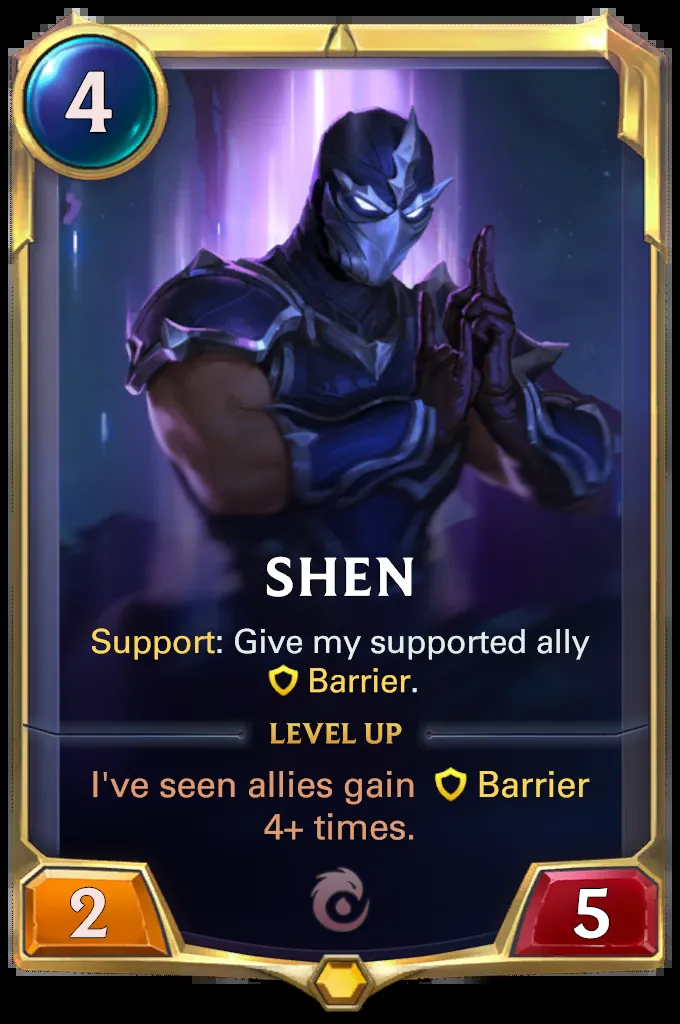 4
SHEN
Support: Give my supported ally
Barrier.
LEVEL UP
I've seen allies gain Barrier
4+ times.
2
5